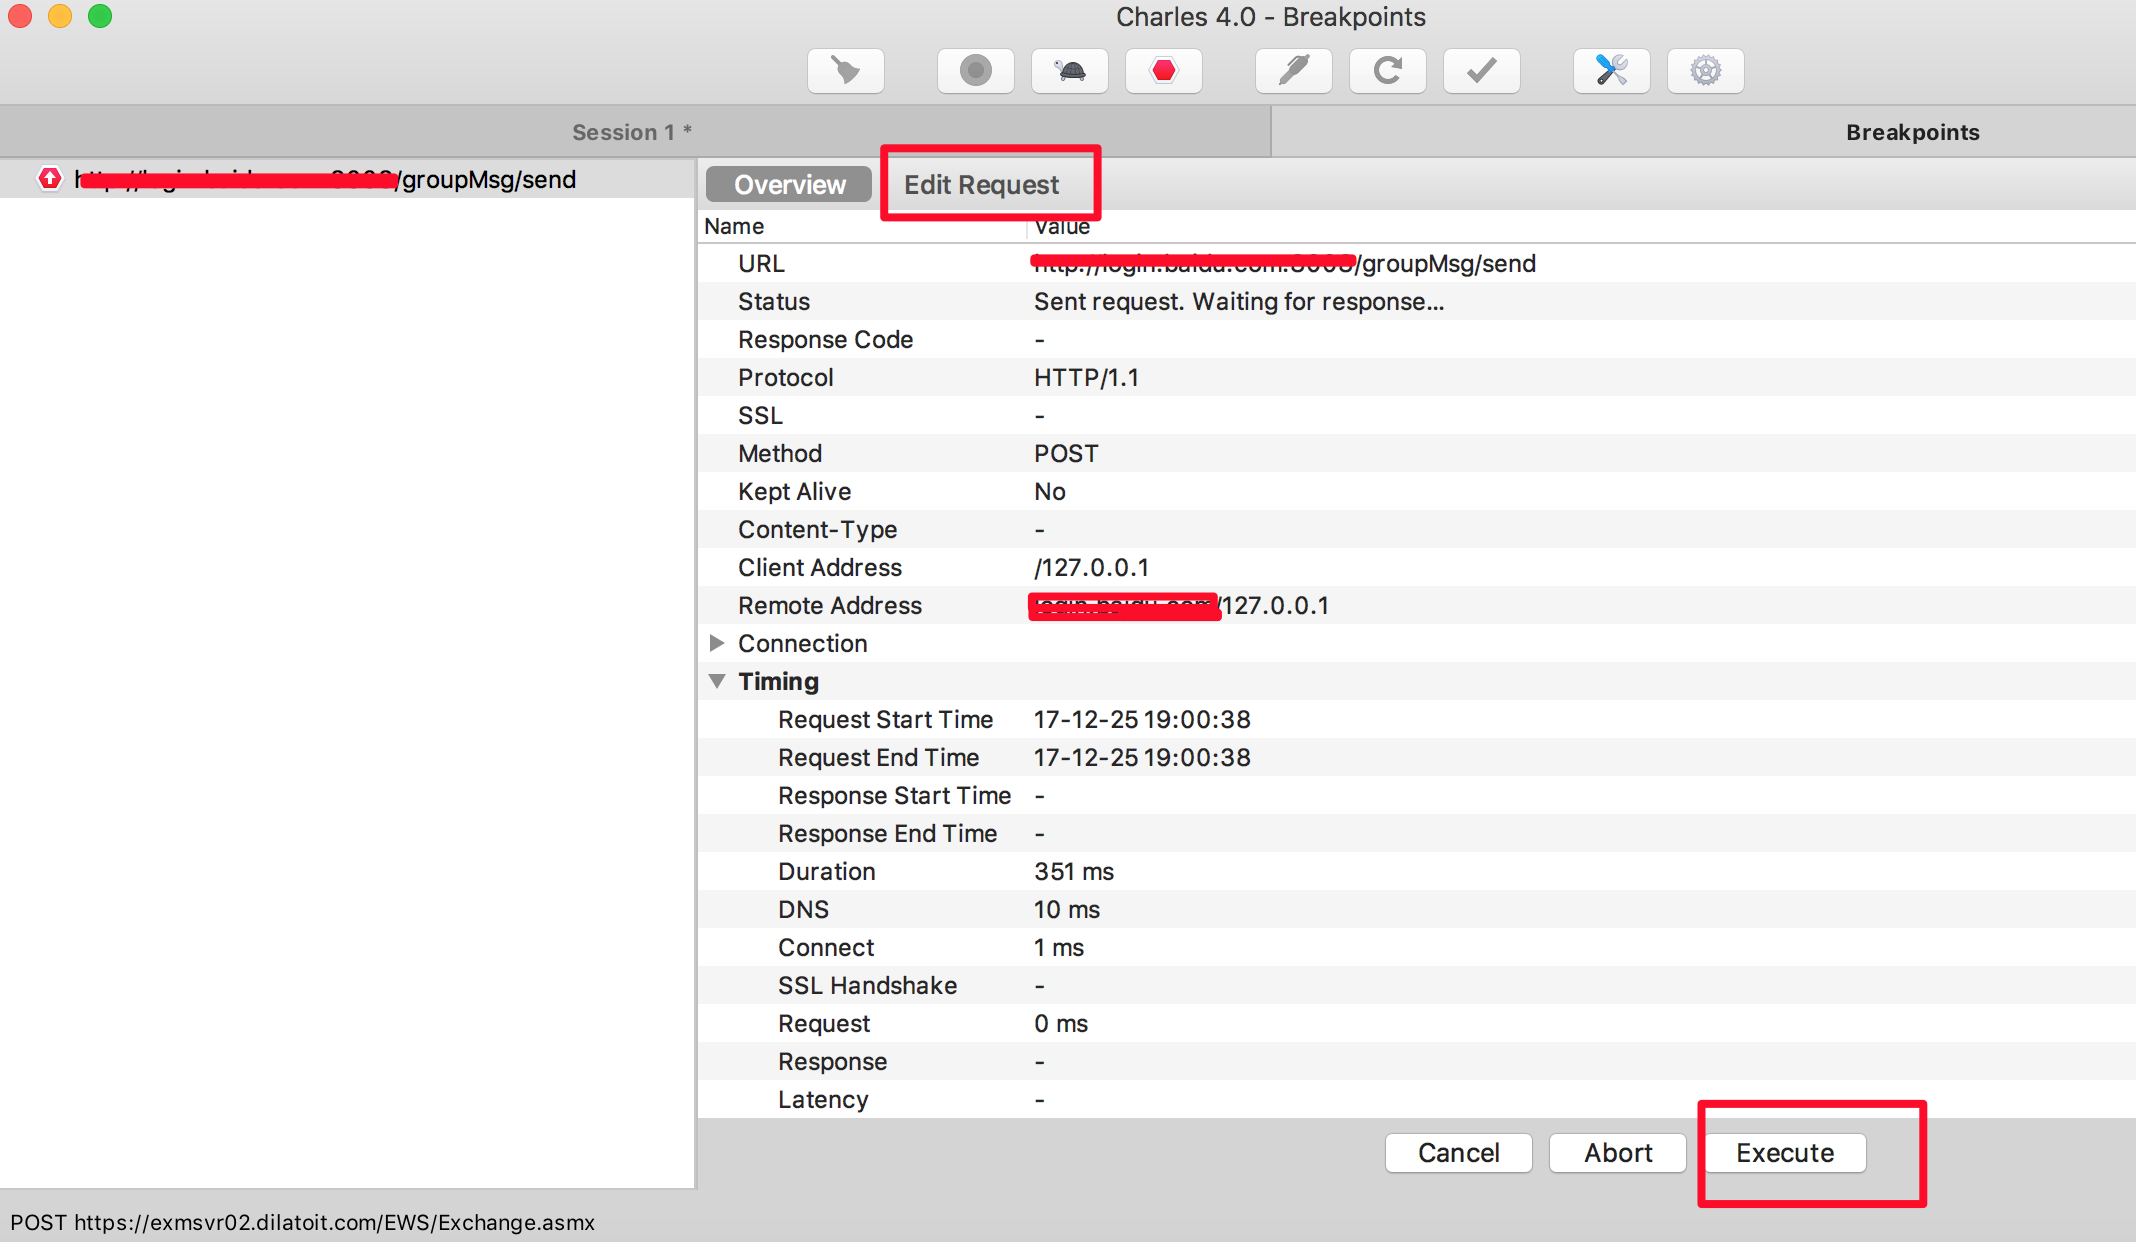 Charles 4.0 - Breakpoints
Session 1 *
Breakpoints
/groupMsg/send
Overview
Edit Request
Name
Value
URL
/groupMsg/send
Status
Sent request. Waiting for response...
Response Code
-
Protocol
HTTP/1.1
SSL
-
Method
POST
Kept Alive
No
Content-Type
-
Client Address
/127.0.0.1
Remote Address
/127.0.0.1
Connection
Timing
Request Start Time
17-12-25 19:00:38
Request End Time
17-12-25 19:00:38
Response Start Time
-
Response End Time
-
Duration
351 ms
DNS
10 ms
Connect
1 ms
SSL Handshake
-
Request
0 ms
Response
-
Latency
-
Cancel
Abort
Execute
POST https://exmsvr02.dilatoit.com/EWS/Exchange.asmx